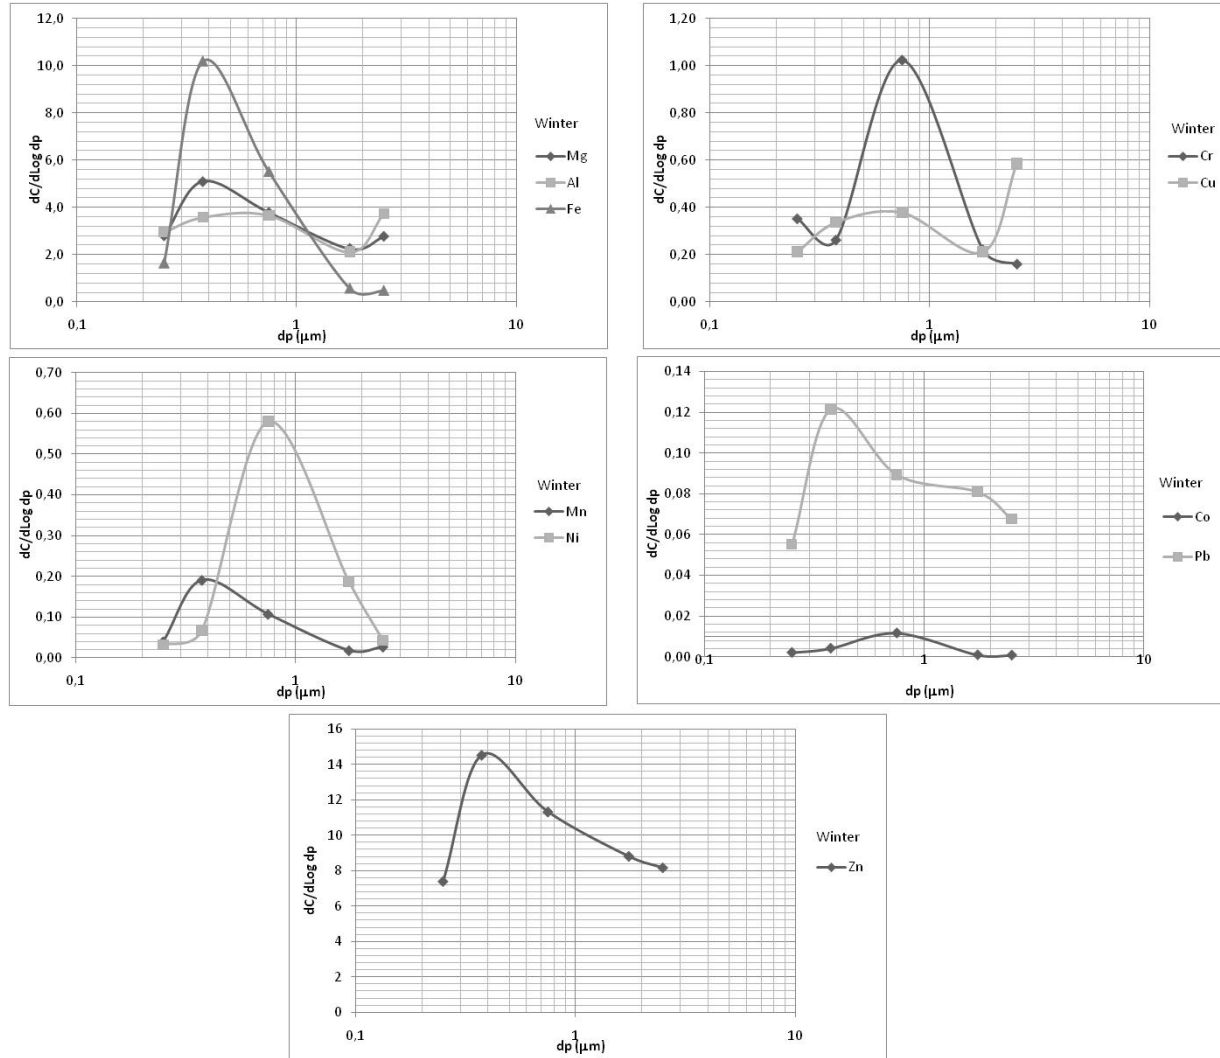 12,0
10,0
8,0
6,0
4,0
2,0
0,0
dC/dLog dp
0,1
1
10
dp (µm)
Winter
Mg
Al
Fe
1,20
1,00
0,80
0,60
0,40
0,20
0,00
dC/dLog dp
0,1
1
10
dp (µm)
Winter
Cr
Cu
0,70
0,60
0,50
0,40
0,30
0,20
0,10
0,00
dC/dLog dp
0,1
1
10
dp (µm)
Winter
Mn
Ni
0,14
0,12
0,10
0,08
0,06
0,04
0,02
0,00
dC/dLog dp
0,1
1
10
dp (µm)
Winter
Co
Pb
16
14
12
10
8
6
4
2
0
dC/dLog dp
0,1
1
10
dp (µm)
Winter
Zn